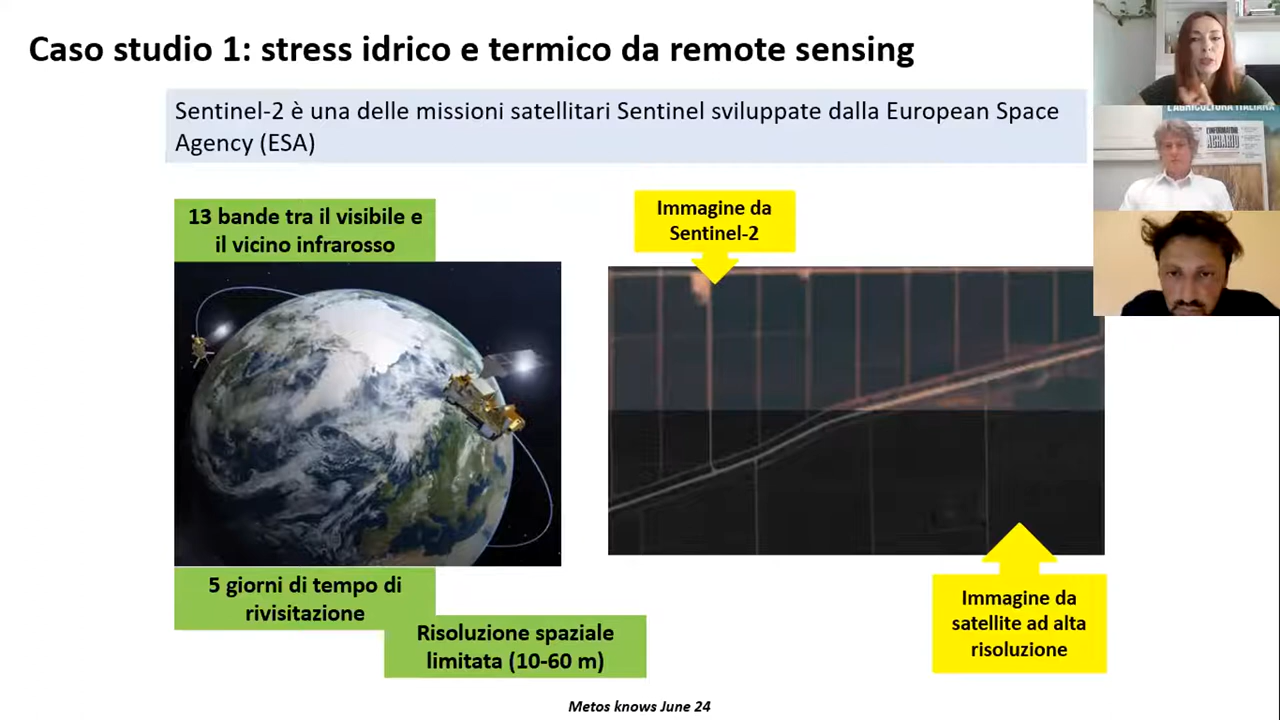 Caso studio 1: stress idrico e termico da remote sensing
Sentinel-2 è una delle missioni satellitari Sentinel sviluppate dalla European Space
Agency (ESA)
13 bande tra il visibile e
il vicino infrarosso
Immagine da
Sentinel-2
5 giorni di tempo di
rivisitazione
Risoluzione spaziale
limitata (10-60 m)
Immagine da
satellite ad alta
risoluzione
Metos knows June 24
L'AGRICOLTURA ITALIANA
L'INFORMATORE
AGRARIO